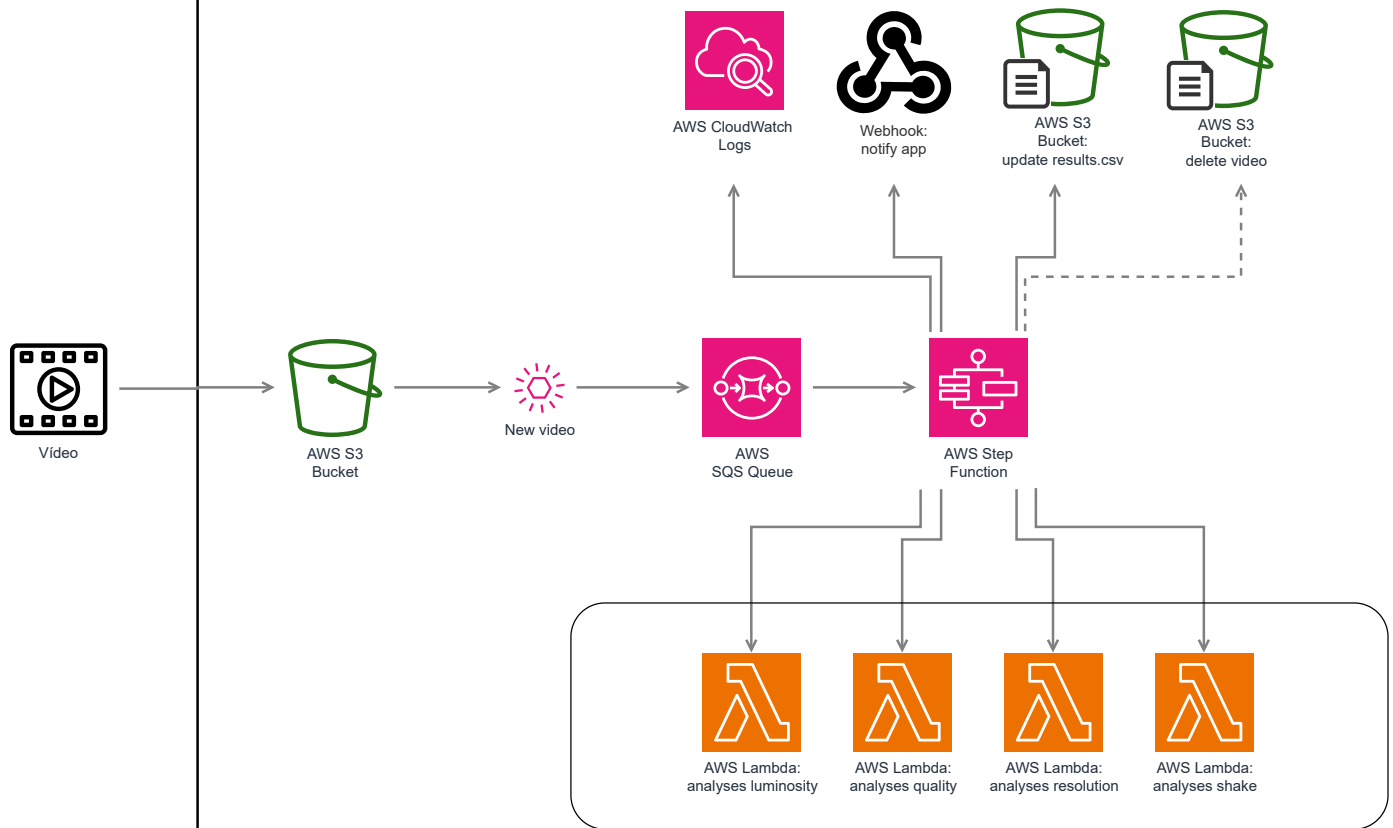 AWS CloudWatch
Logs
Webhook:
notify app
AWS S3
Bucket:
update results.csv
AWS S3
Bucket:
delete video
Vídeo
AWS S3
Bucket
New video
AWS
SQS Queue
AWS Step
Function
AWS Lambda:
analyses luminosity
AWS Lambda:
analyses quality
AWS Lambda:
analyses resolution
AWS Lambda:
analyses shake